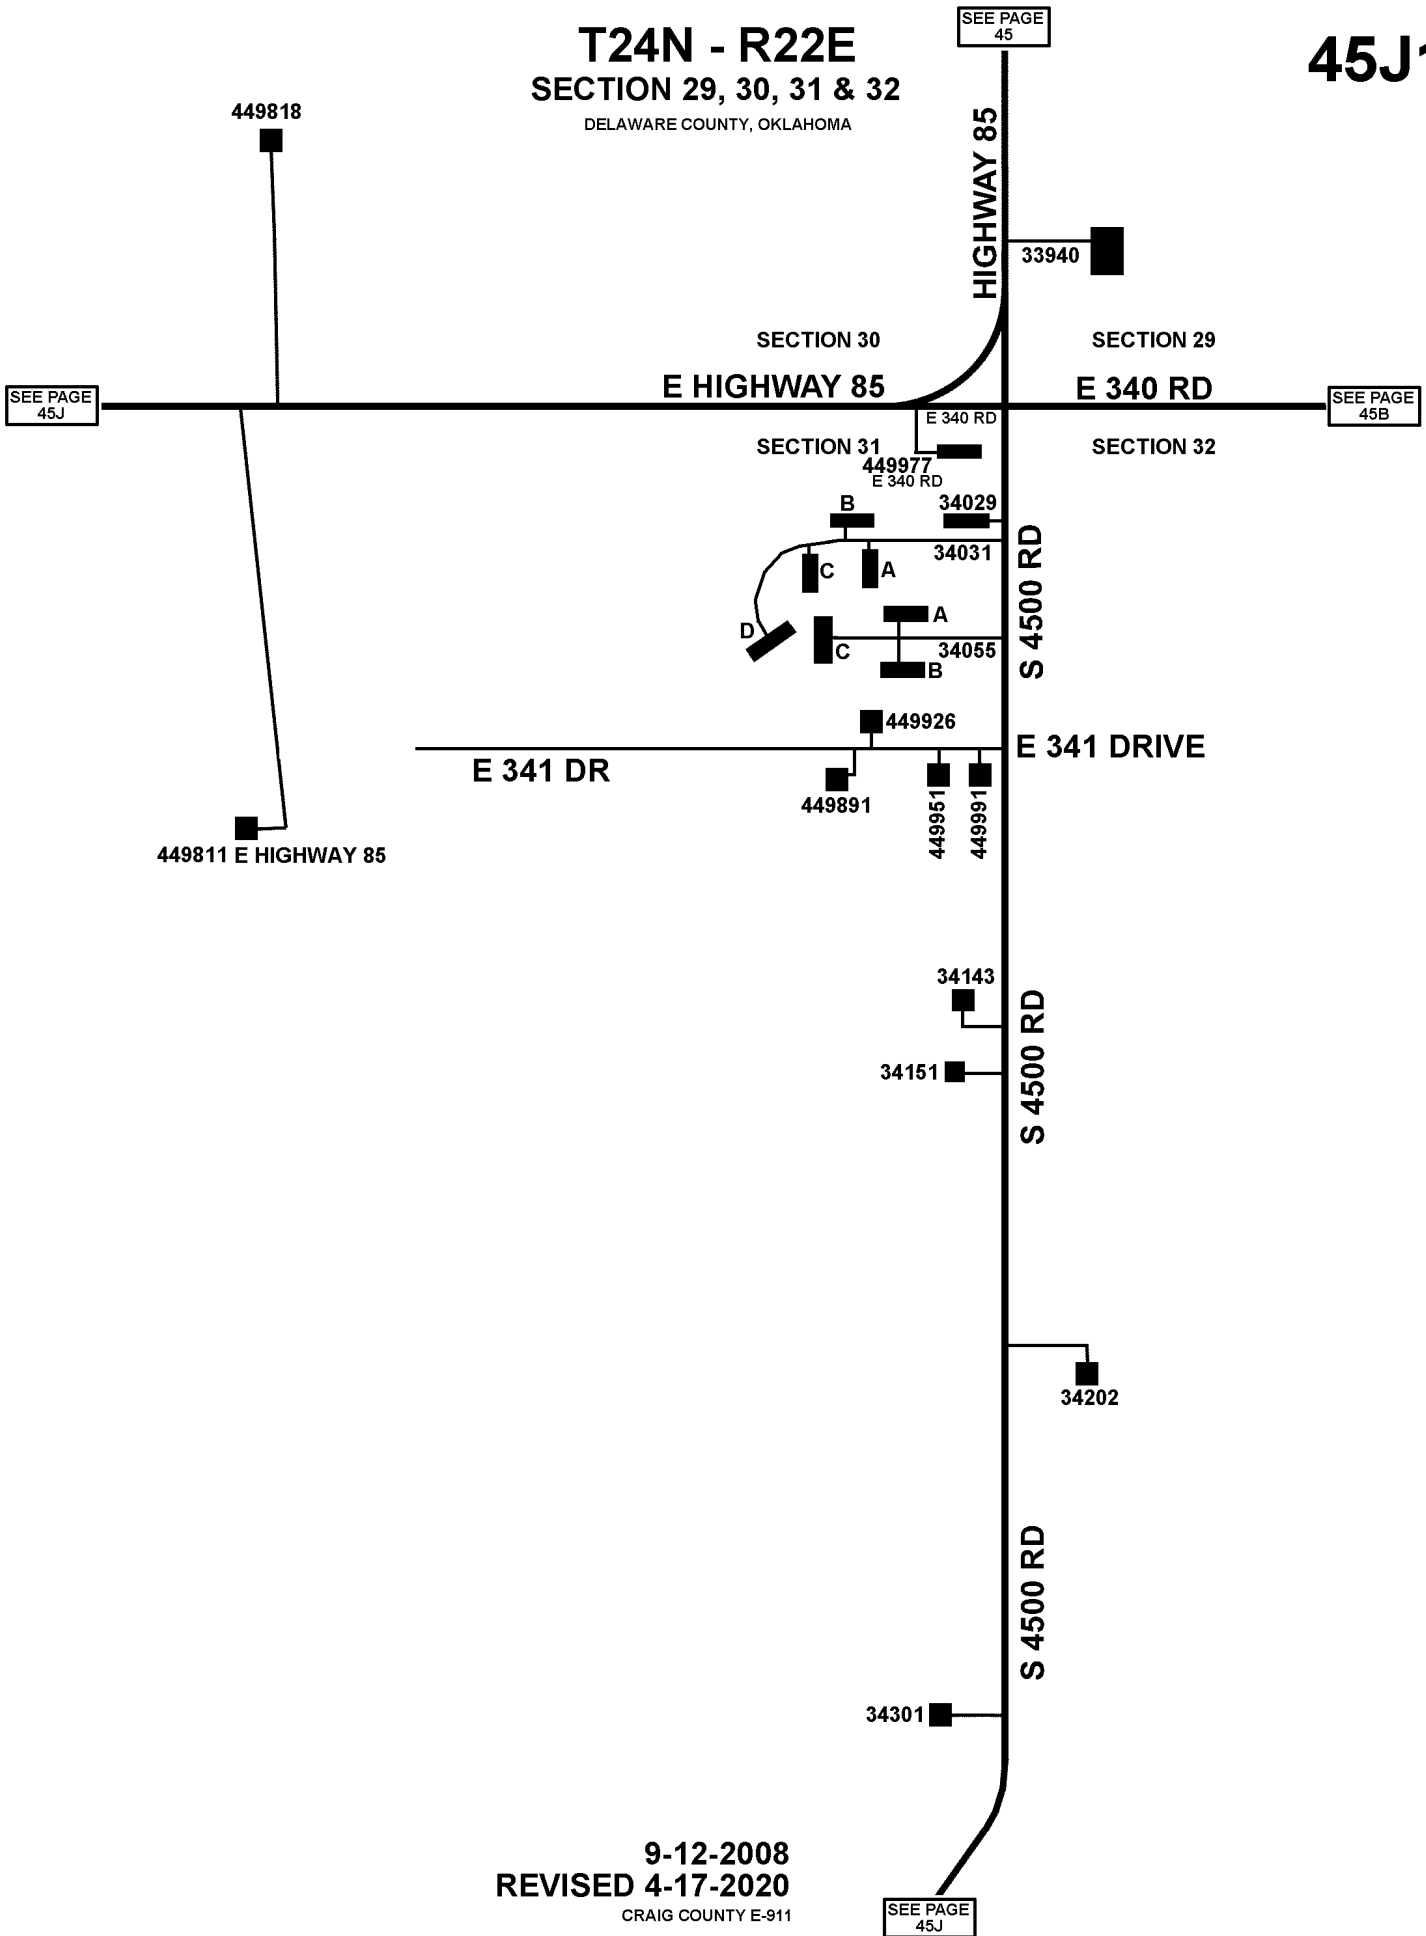 SEE PAGE
45
T24N - R22E
SECTION 29, 30, 31 & 32
DELAWARE COUNTY, OKLAHOMA
45J1
449818
HIGHWAY 85
33940
SECTION 30
SECTION 29
E HIGHWAY 85
E 340 RD
SEE PAGE
45J
SEE PAGE
45B
E 340 RD
SECTION 31
SECTION 32
449977
E 340 RD
B
34029
34031
C
A
S 4500 RD
A
D
C
34055
B
449926
E 341 DRIVE
E 341 DR
449891
449951
449991
449811 E HIGHWAY 85
34143
S 4500 RD
34151
34202
S 4500 RD
34301
9-12-2008
REVISED 4-17-2020
CRAIG COUNTY E-911
SEE PAGE
45J